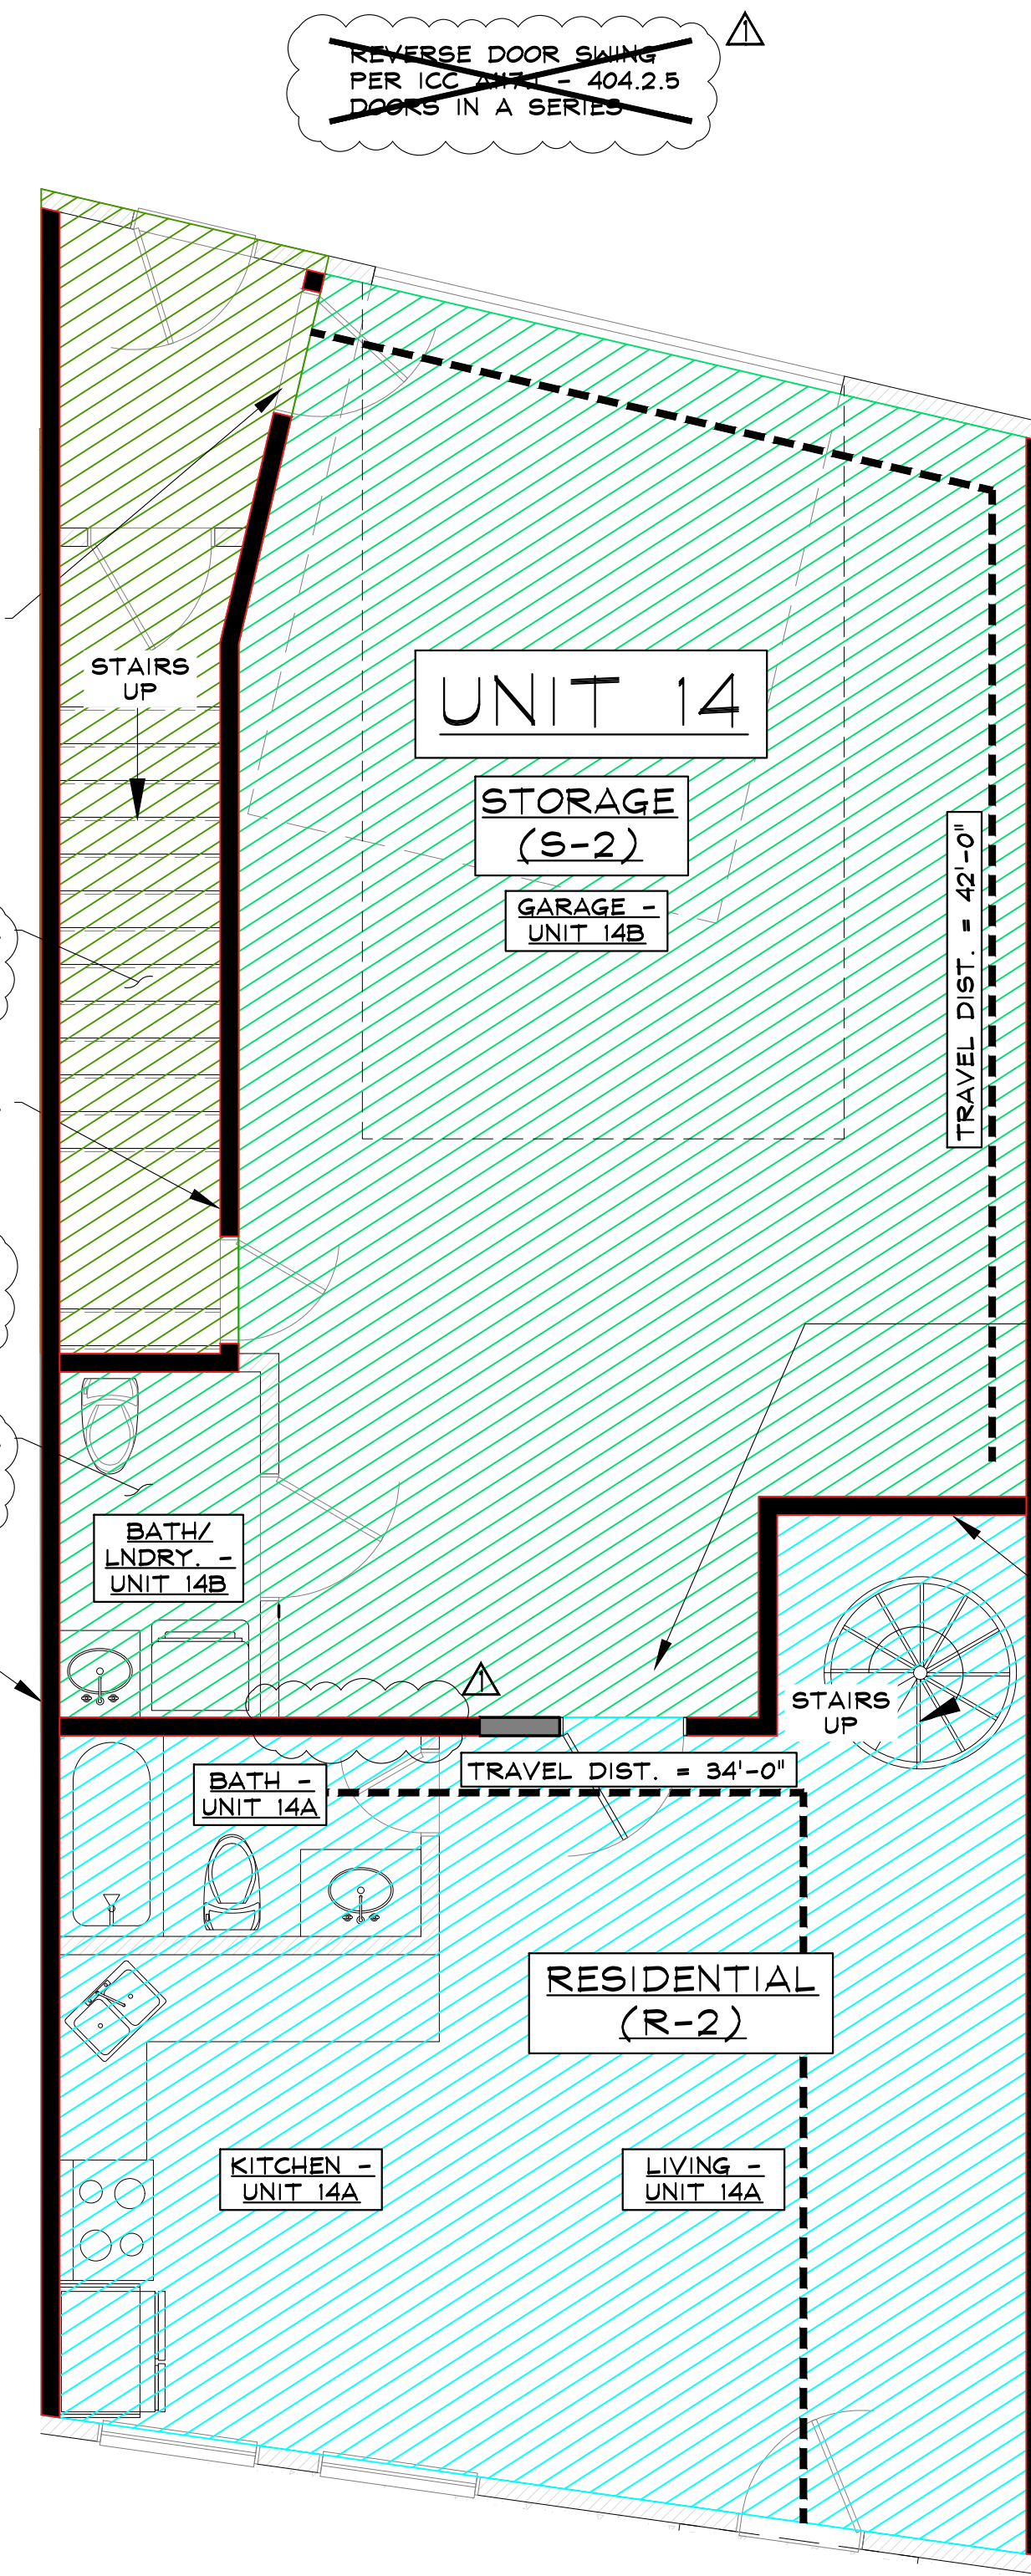 REVERSE DOOR SWING
PER ICC A117.1 - 404.2.5
DOORS IN A SERIES
1
STAIRS
UP
UNIT 14
STORAGE
(S-2)
GARAGE -
UNIT 14B
TRAVEL DIST. = 42'-0"
BATH/
LNDRY. -
UNIT 14B
1
STAIRS
UP
TRAVEL DIST. = 34'-0"
BATH -
UNIT 14A
RESIDENTIAL
(R-2)
KITCHEN -
UNIT 14A
LIVING -
UNIT 14A